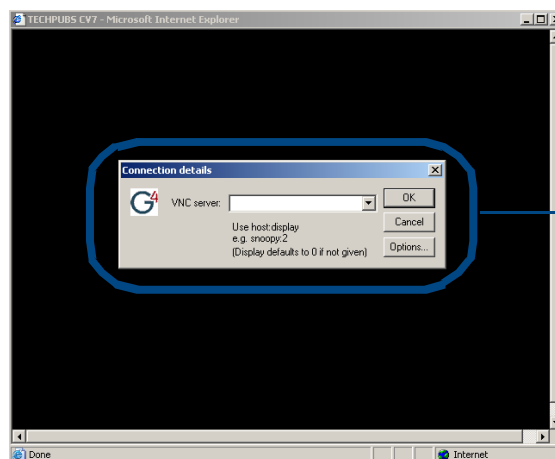 TECHPUBS CV7 - Microsoft Internet Explorer
Connection details
G4
VNC server:
OK
Use host:display
e.g. snoopy:2
(Display defaults to 0 if not given)
Cancel
Options...
Done
Internet